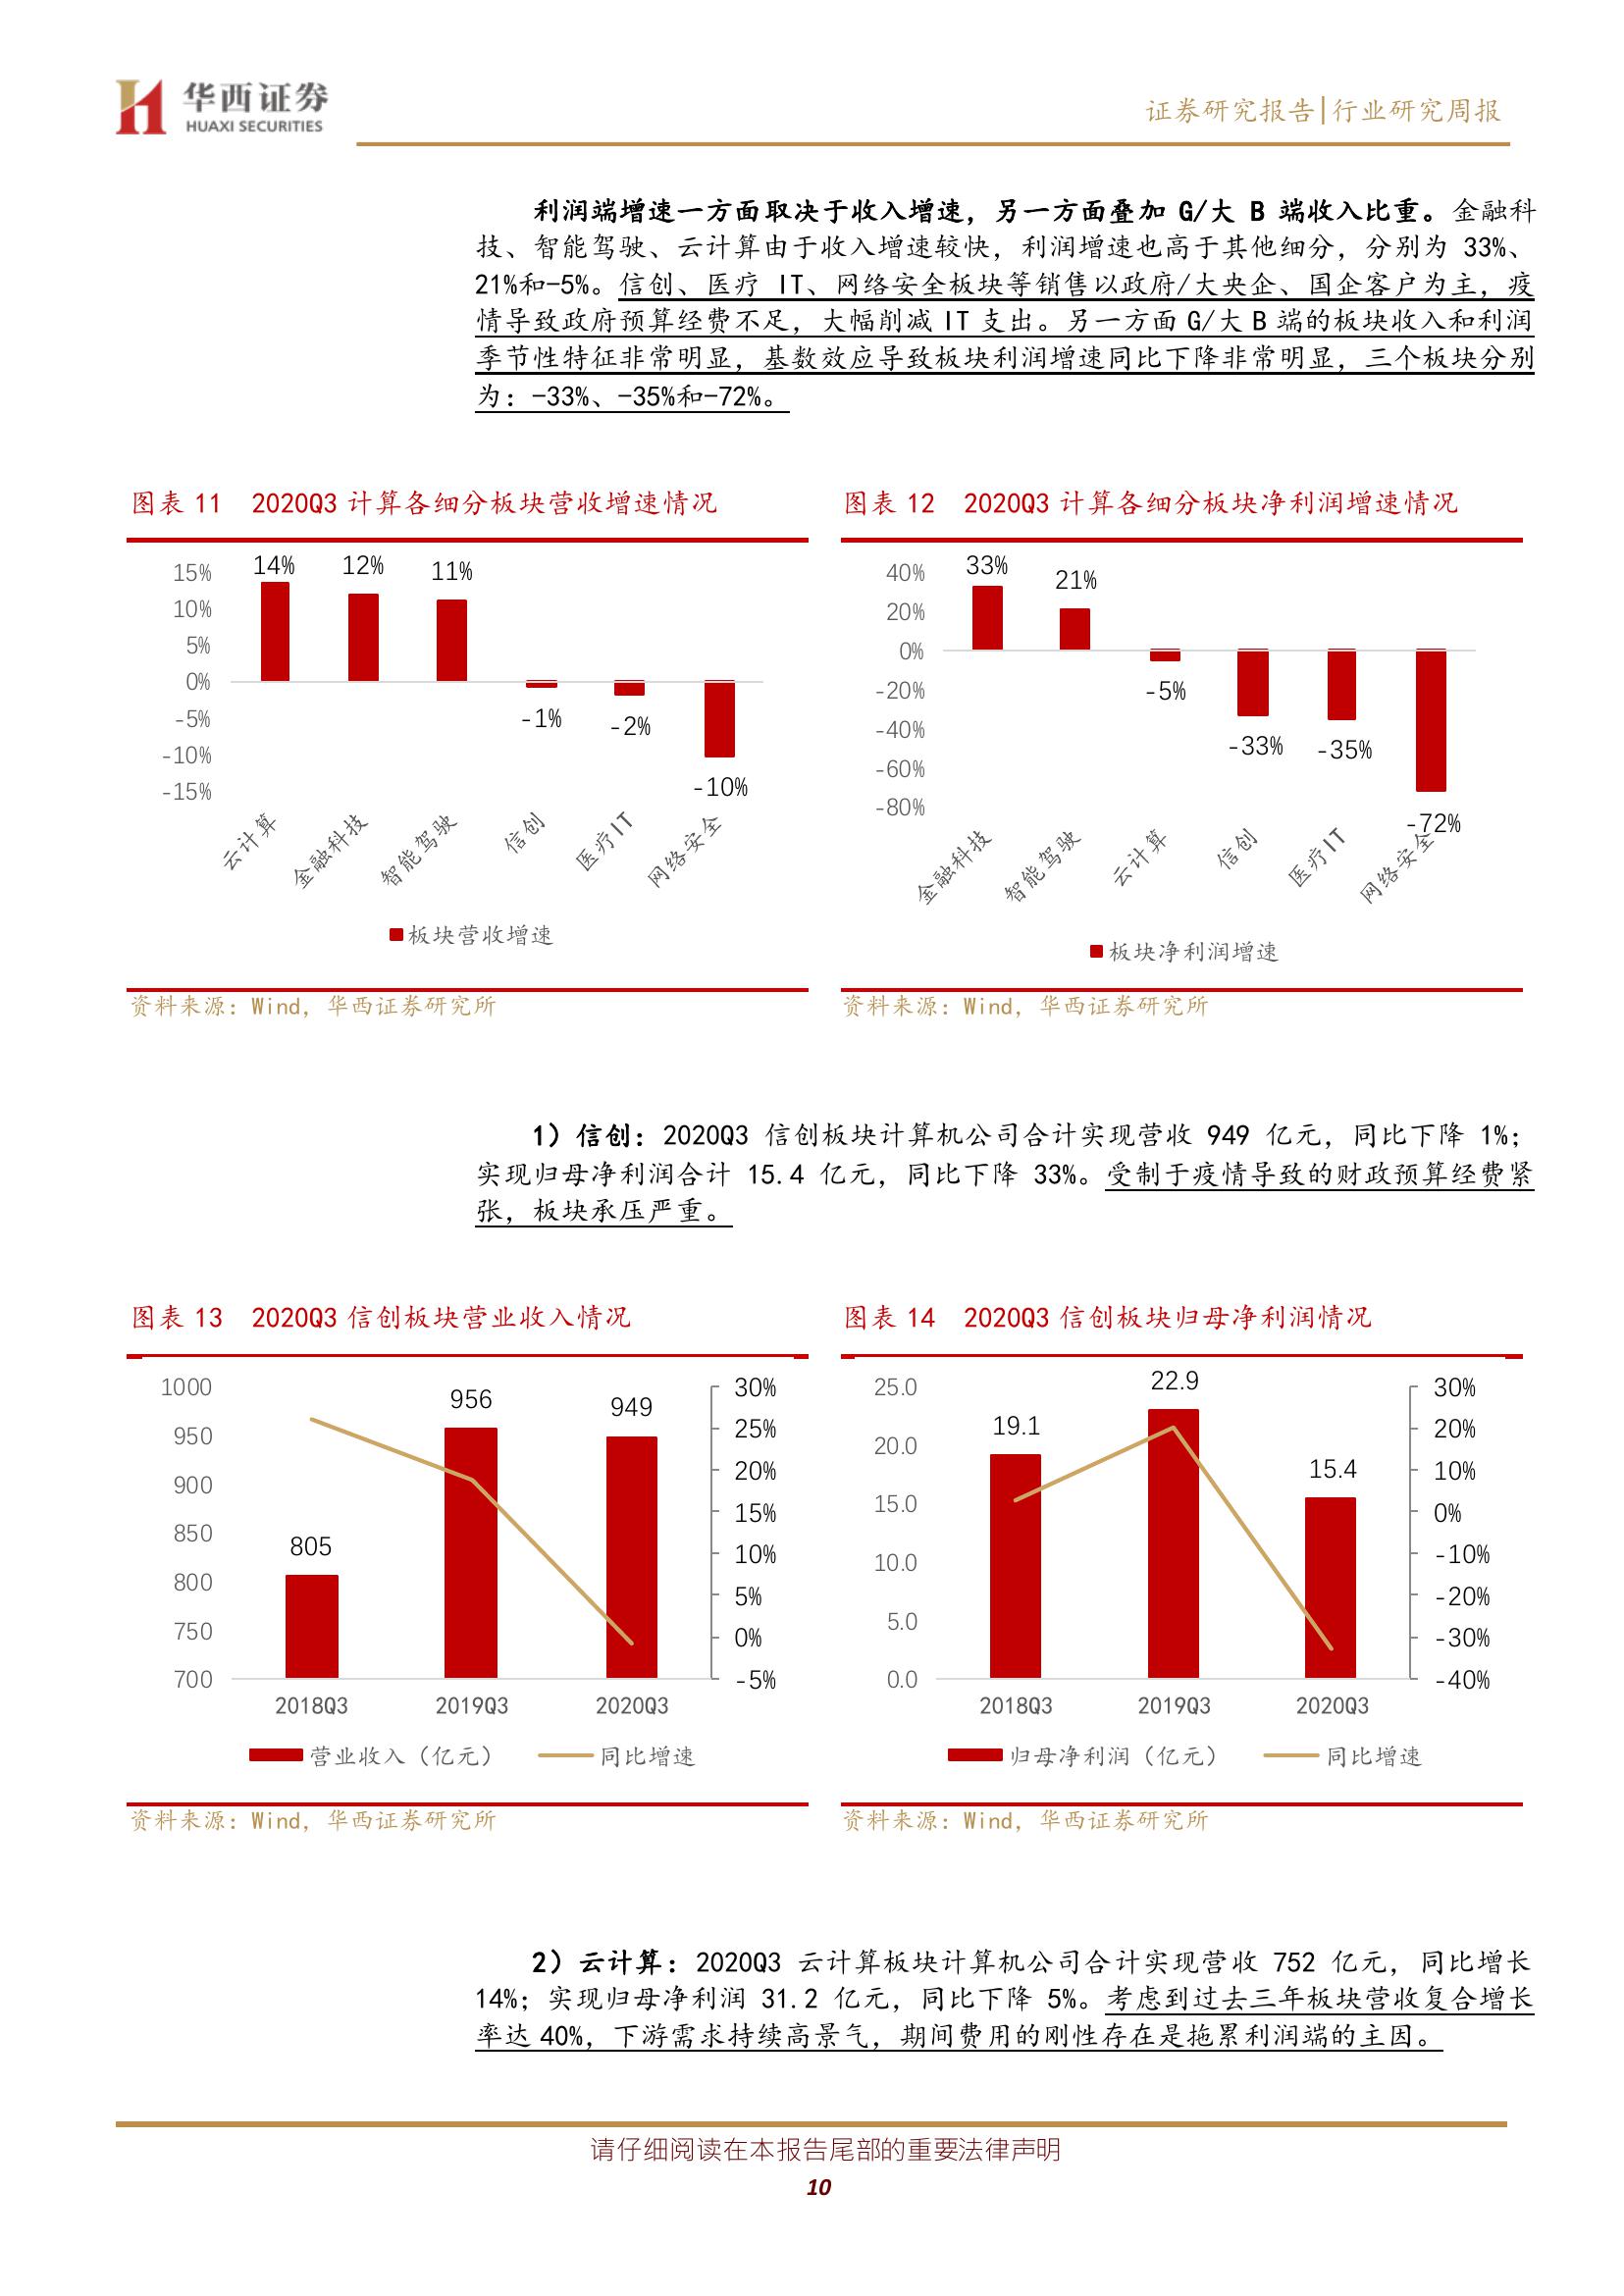 华西证券
HUAXI SECURITIES
证券研究报告|行业研究周报
利润端增速一方面取决于收入增速，另一方面叠加 G/大 B 端收入比重。金融科
技、智能驾驶、云计算由于收入增速较快，利润增速也高于其他细分，分别为 33%、
21%和-5%。信创、医疗 IT、网络安全板块等销售以政府/大央企、国企客户为主，疫
情导致政府预算经费不足，大幅削减 IT 支出。另一方面 G/大 B 端的板块收入和利润
季节性特征非常明显，基数效应导致板块利润增速同比下降非常明显，三个板块分别
为：-33%、-35%和-72%。
图表 11 2020Q3 计算各细分板块营收增速情况
15%
10%
5%
0%
-5%
-10%
-15%
14%
12%
11%
-1%
-2%
-10%
云计算
金融科技
智能驾驶
信创
医疗IT
网络安全
板块营收增速
资料来源：Wind，华西证券研究所
图表 12 2020Q3 计算各细分板块净利润增速情况
40%
20%
0%
-20%
-40%
-60%
-80%
33%
21%
-5%
-33%
-35%
-72%
金融科技
智能驾驶
云计算
信创
医疗IT
网络安全
板块净利润增速
资料来源：Wind，华西证券研究所
1）信创：2020Q3 信创板块计算机公司合计实现营收 949 亿元，同比下降 1%；
实现归母净利润合计 15.4 亿元，同比下降 33%。受制于疫情导致的财政预算经费紧
张，板块承压严重。
图表 13 2020Q3 信创板块营业收入情况
1000
950
900
850
800
750
700
805
956
949
30%
25%
20%
15%
10%
5%
0%
-5%
2018Q3
2019Q3
2020Q3
营业收入（亿元）
同比增速
资料来源：Wind，华西证券研究所
图表 14 2020Q3 信创板块归母净利润情况
25.0
20.0
15.0
10.0
5.0
0.0
19.1
22.9
15.4
30%
20%
10%
0%
-10%
-20%
-30%
-40%
2018Q3
2019Q3
2020Q3
归母净利润（亿元）
同比增速
资料来源：Wind，华西证券研究所
2）云计算：2020Q3 云计算板块计算机公司合计实现营收 752 亿元，同比增长
14%；实现归母净利润 31.2 亿元，同比下降 5%。考虑到过去三年板块营收复合增长
率达 40%，下游需求持续高景气，期间费用的刚性存在是拖累利润端的主因。
请仔细阅读在本报告尾部的重要法律声明
10